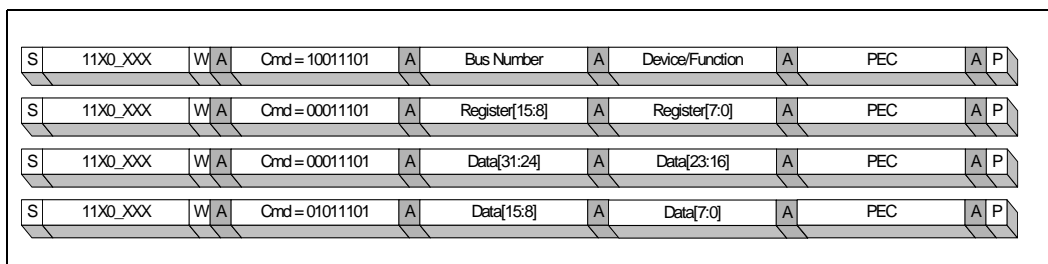 S 11X0_XXX W A Cmd = 10011101 A Bus Number A Device/Function A PEC A P
S 11X0_XXX W A Cmd = 00011101 A Register[15:8] A Register[7:0] A PEC A P
S 11X0_XXX W A Cmd = 00011101 A Data[31:24] A Data[23:16] A PEC A P
S 11X0_XXX W A Cmd = 01011101 A Data[15:8] A Data[7:0] A PEC A P